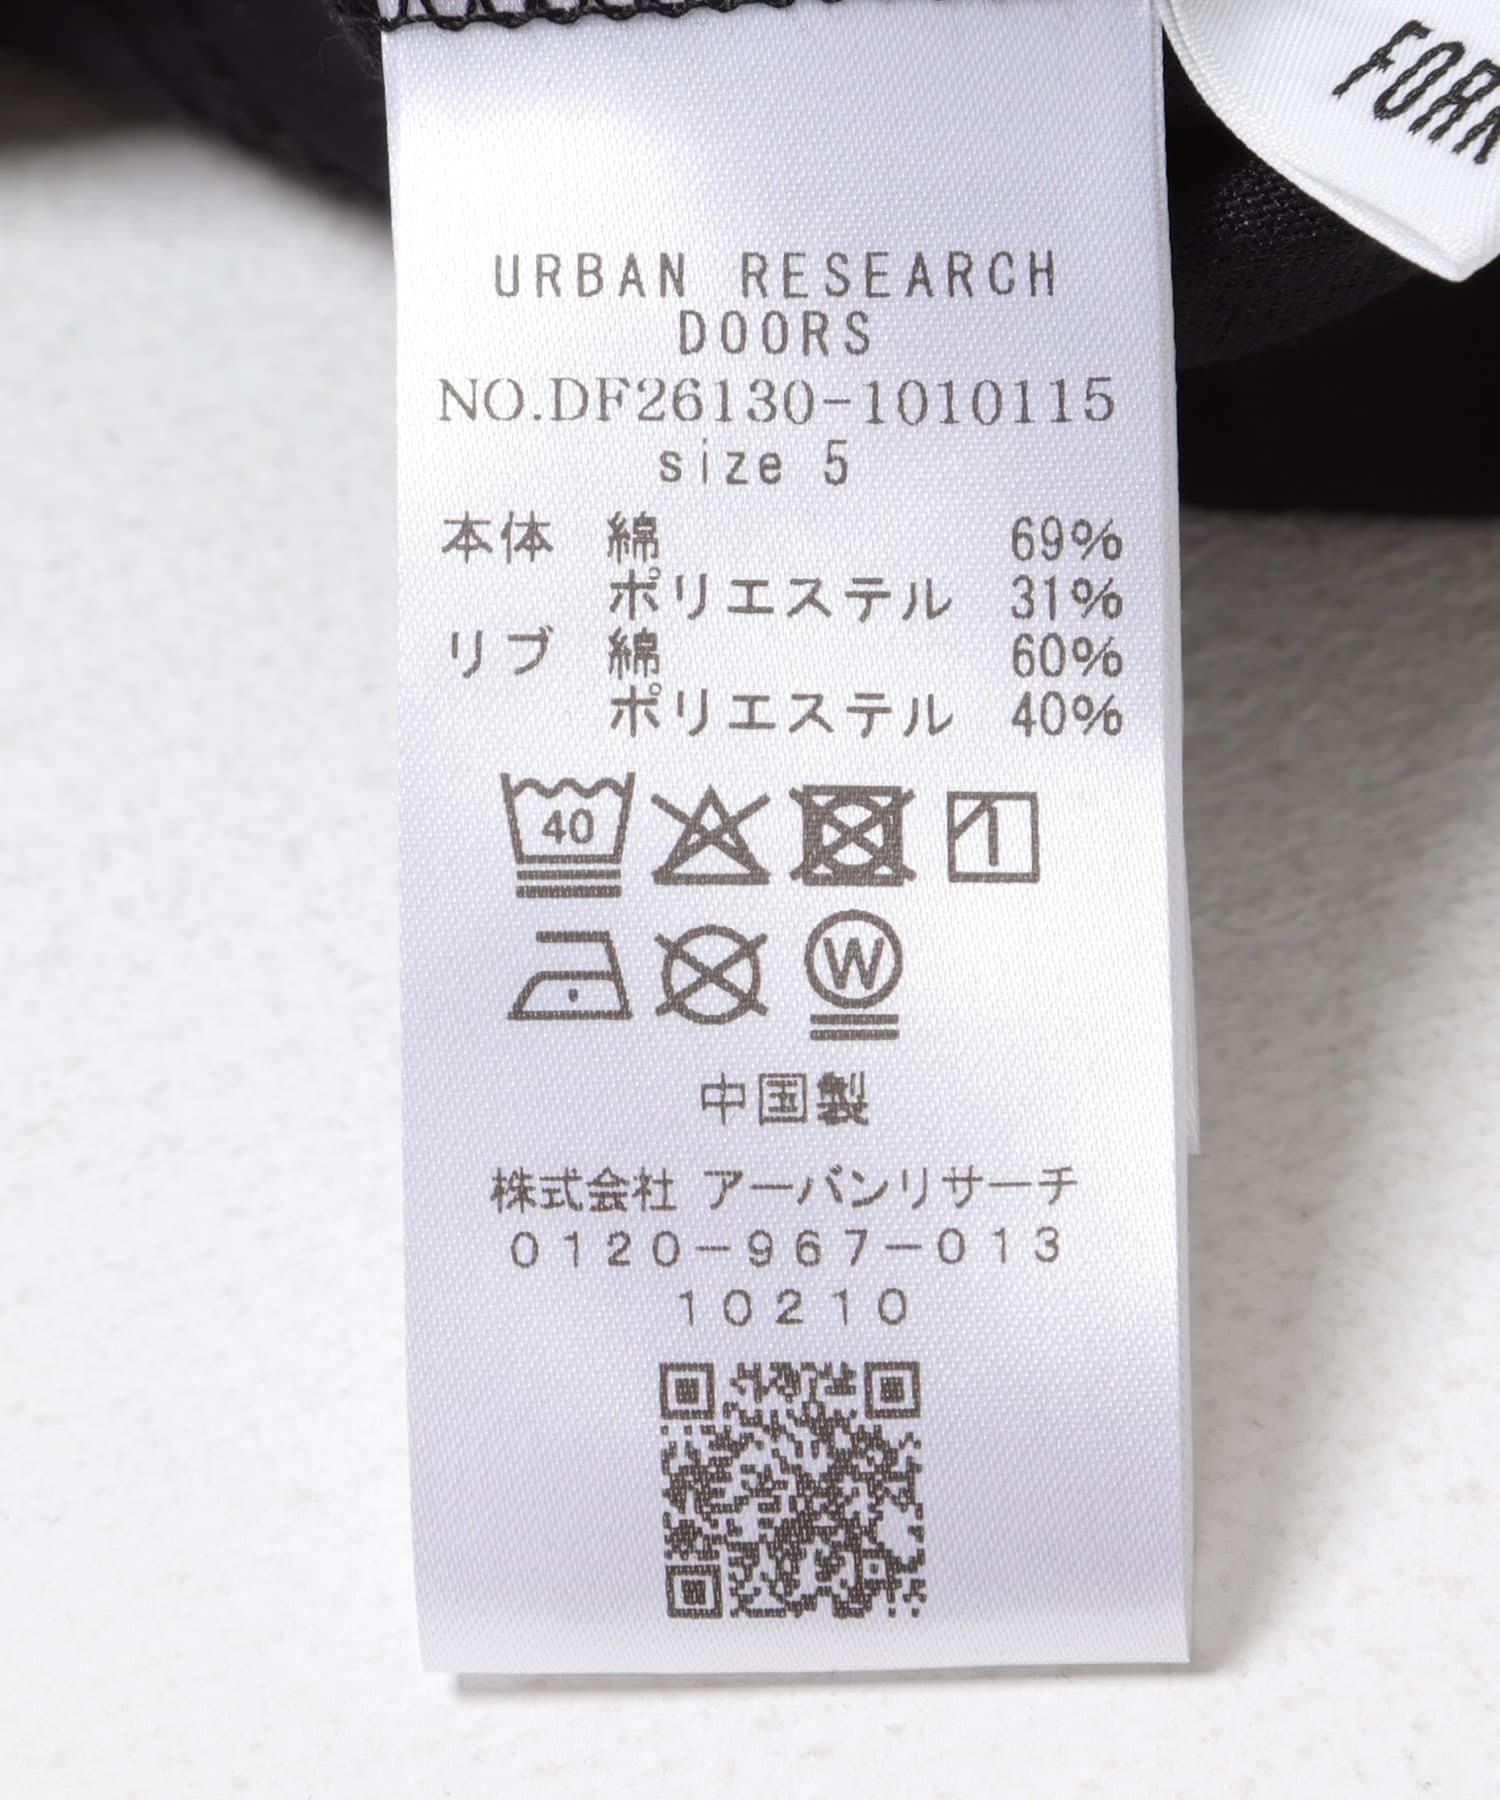 URBAN RESEARCH
DOORS
NO.DF26130-1010115
size 5
本体 綿 69%
ポリエステル 31%
リブ 綿 60%
ポリエステル 40%
40
W
中国製
株式会社 アーバンリサーチ
0120-967-013
10210